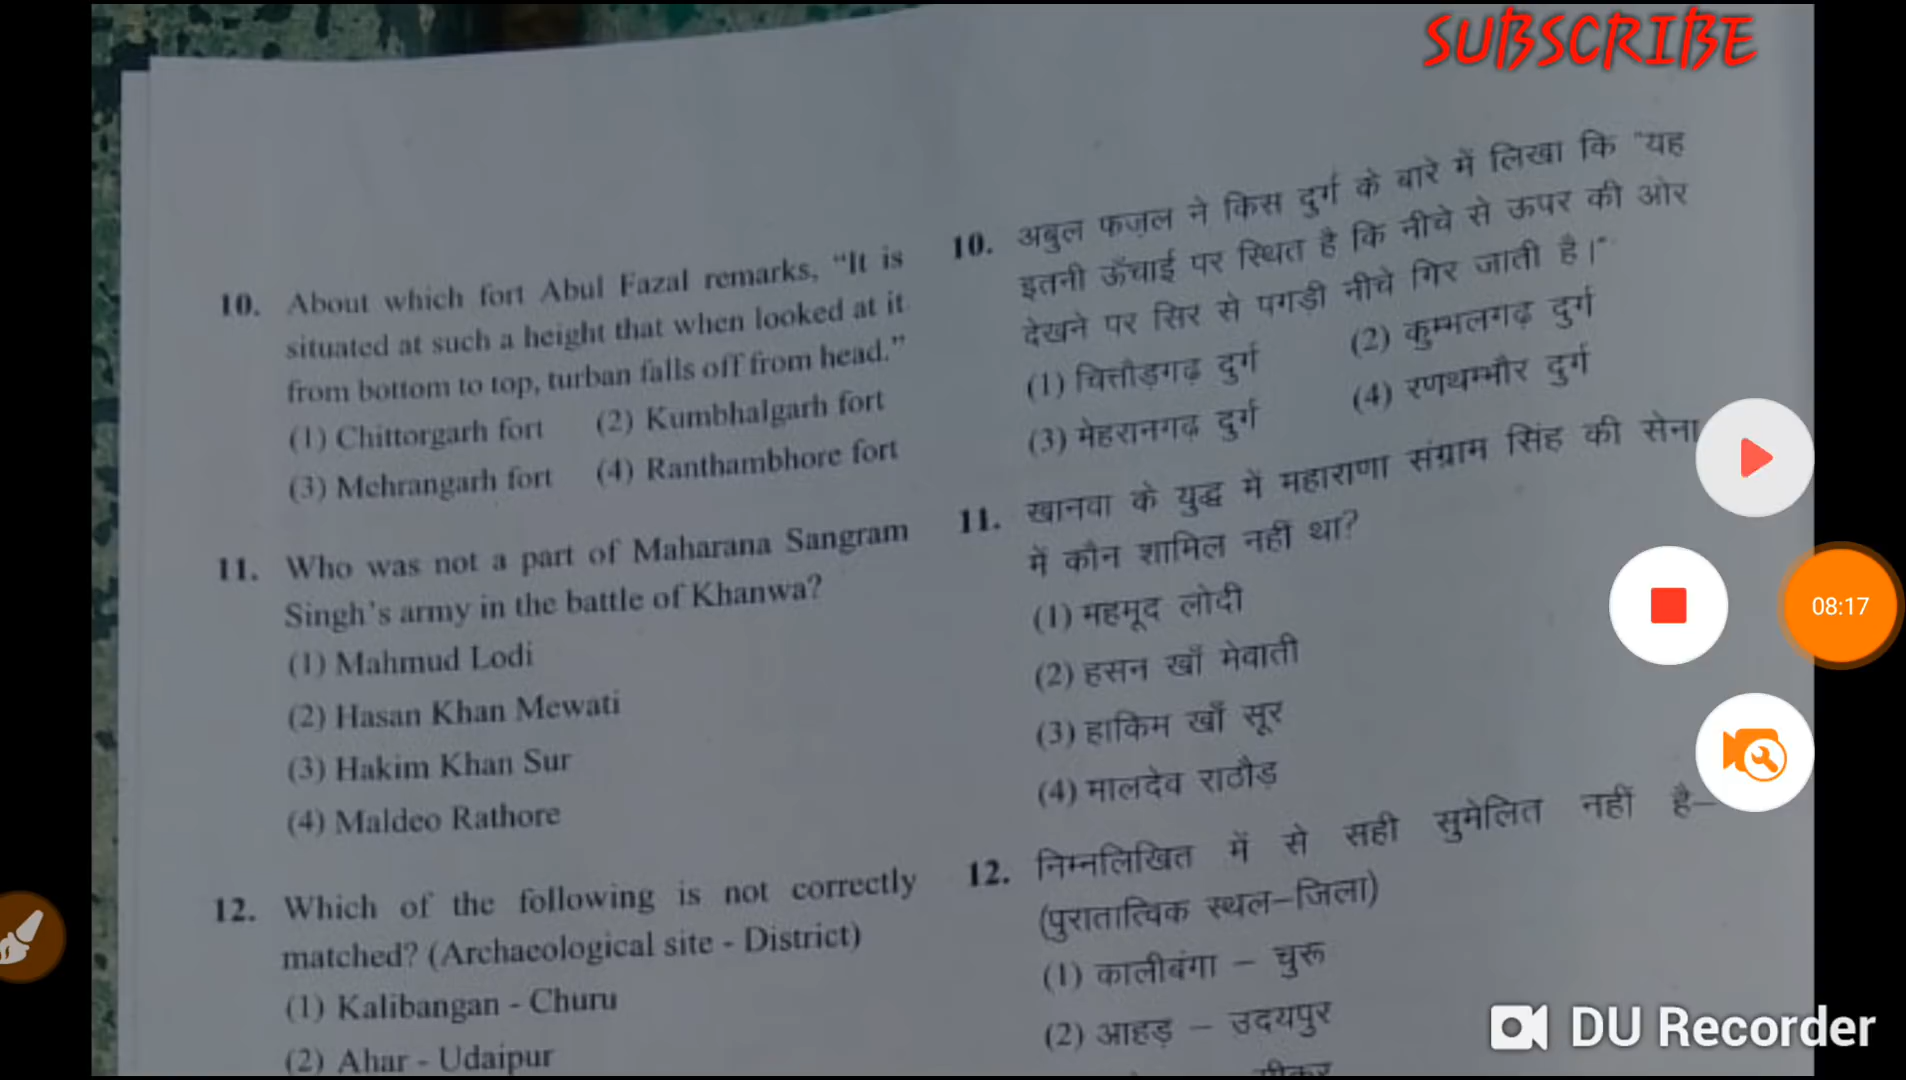 SUBSCRIBE
10. About which fort Abul Fazal remarks, “It is
situated at such a height that when looked at it
from bottom to top, turban falls off from head.”
(1) Chittorgarh fort (2) Kumbhalgarh fort
(3) Mehrangarh fort (4) Ranthambhore fort
11. Who was not a part of Maharana Sangram
Singh’s army in the battle of Khanwa?
(1) Mahmud Lodi
(2) Hasan Khan Mewati
(3) Hakim Khan Sur
(4) Maldeo Rathore
12. Which of the following is not correctly
matched? (Archaeological site - District)
(1) Kalibangan - Churu
(2) Ahar - Udaipur
10. अबुल फज़ल ने किस दुर्ग के बारे में लिखा कि "यह
इतनी ऊँचाई पर स्थित है कि नीचे से ऊपर की ओर
देखने पर सिर से पगड़ी नीचे गिर जाती है।"
(1) चित्तौड़गढ़ दुर्ग (2) कुम्भलगढ़ दुर्ग
(3) मेहरानगढ़ दुर्ग (4) रणथम्भौर दुर्ग
11. खानवा के युद्ध में महाराणा संग्राम सिंह की सेना
में कौन शामिल नहीं था?
(1) महमूद लोदी
(2) हसन खाँ मेवाती
(3) हाकिम खाँ सूर
(4) मालदेव राठौड़
12. निम्नलिखित में से सही सुमेलित नहीं है–
(पुरातात्विक स्थल–जिला)
(1) कालीबंगा – चुरू
(2) आहड़ – उदयपुर
08:17
DU Recorder